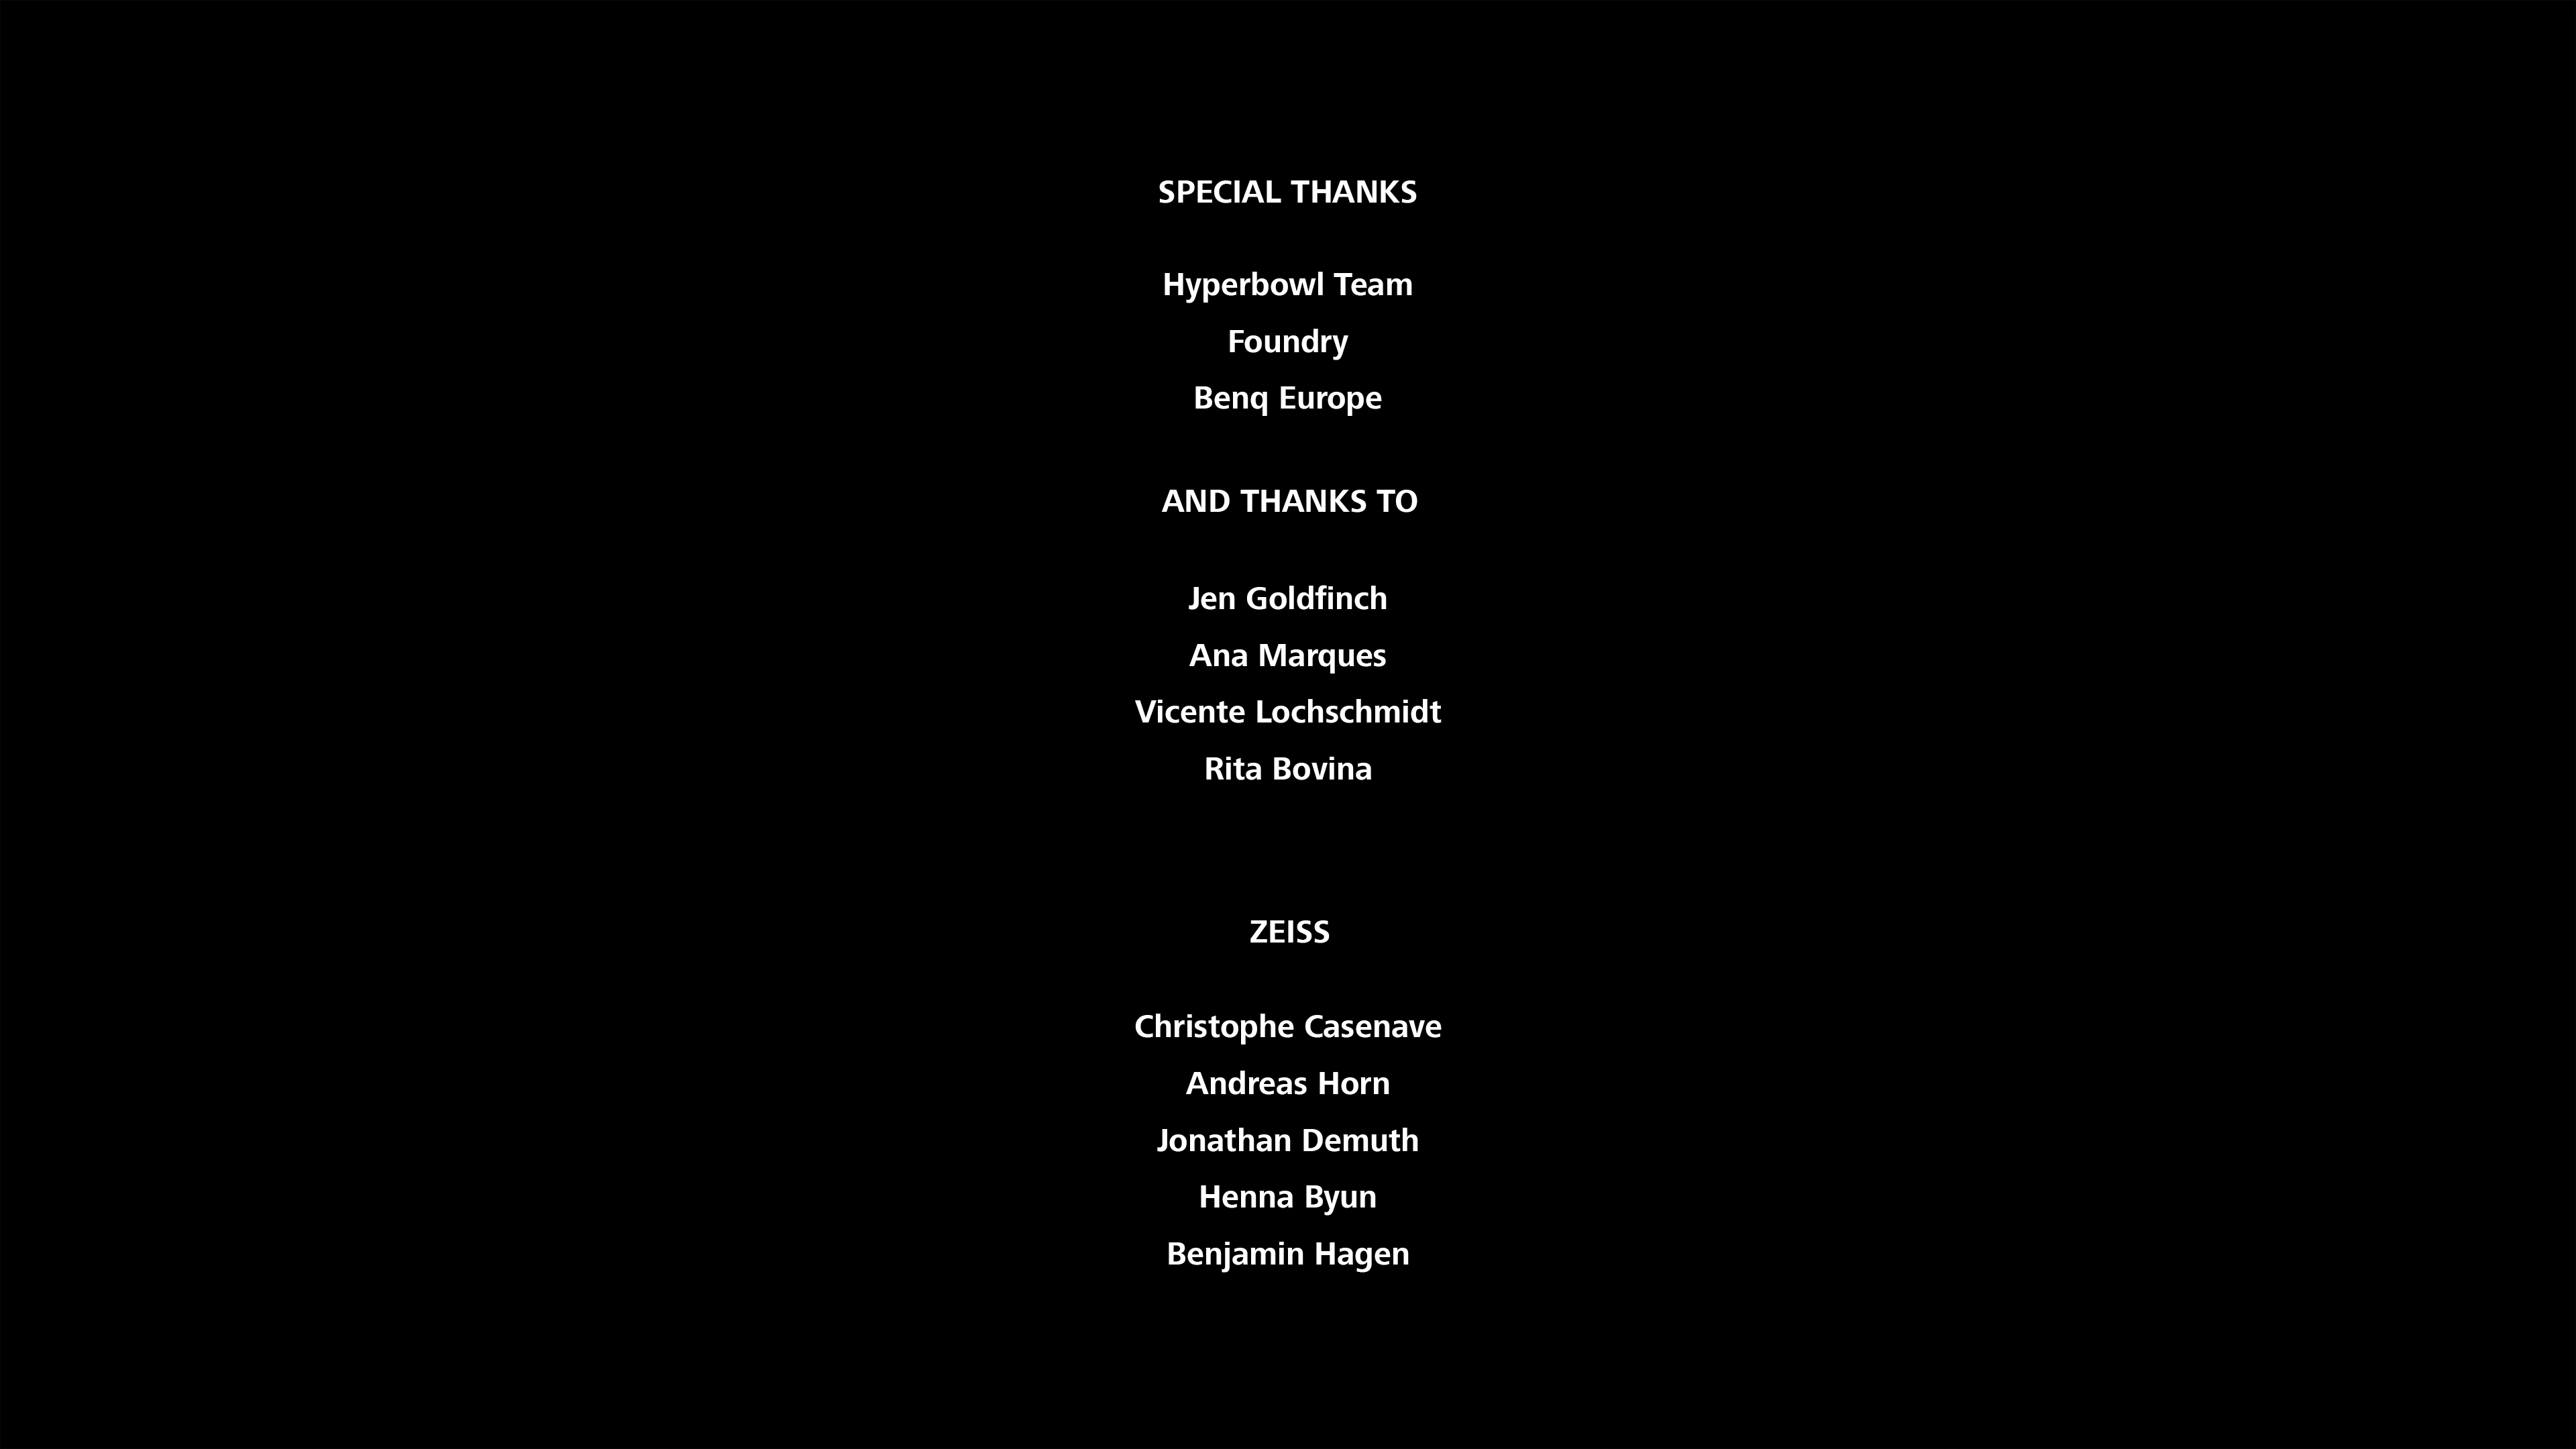 SPECIAL THANKS
Hyperbowl Team
Foundry
Benq Europe
AND THANKS TO
Jen Goldfinch
Ana Marques
Vicente Lochschmidt
Rita Bovina
ZEISS
Christophe Casenave
Andreas Horn
Jonathan Demuth
Henna Byun
Benjamin Hagen